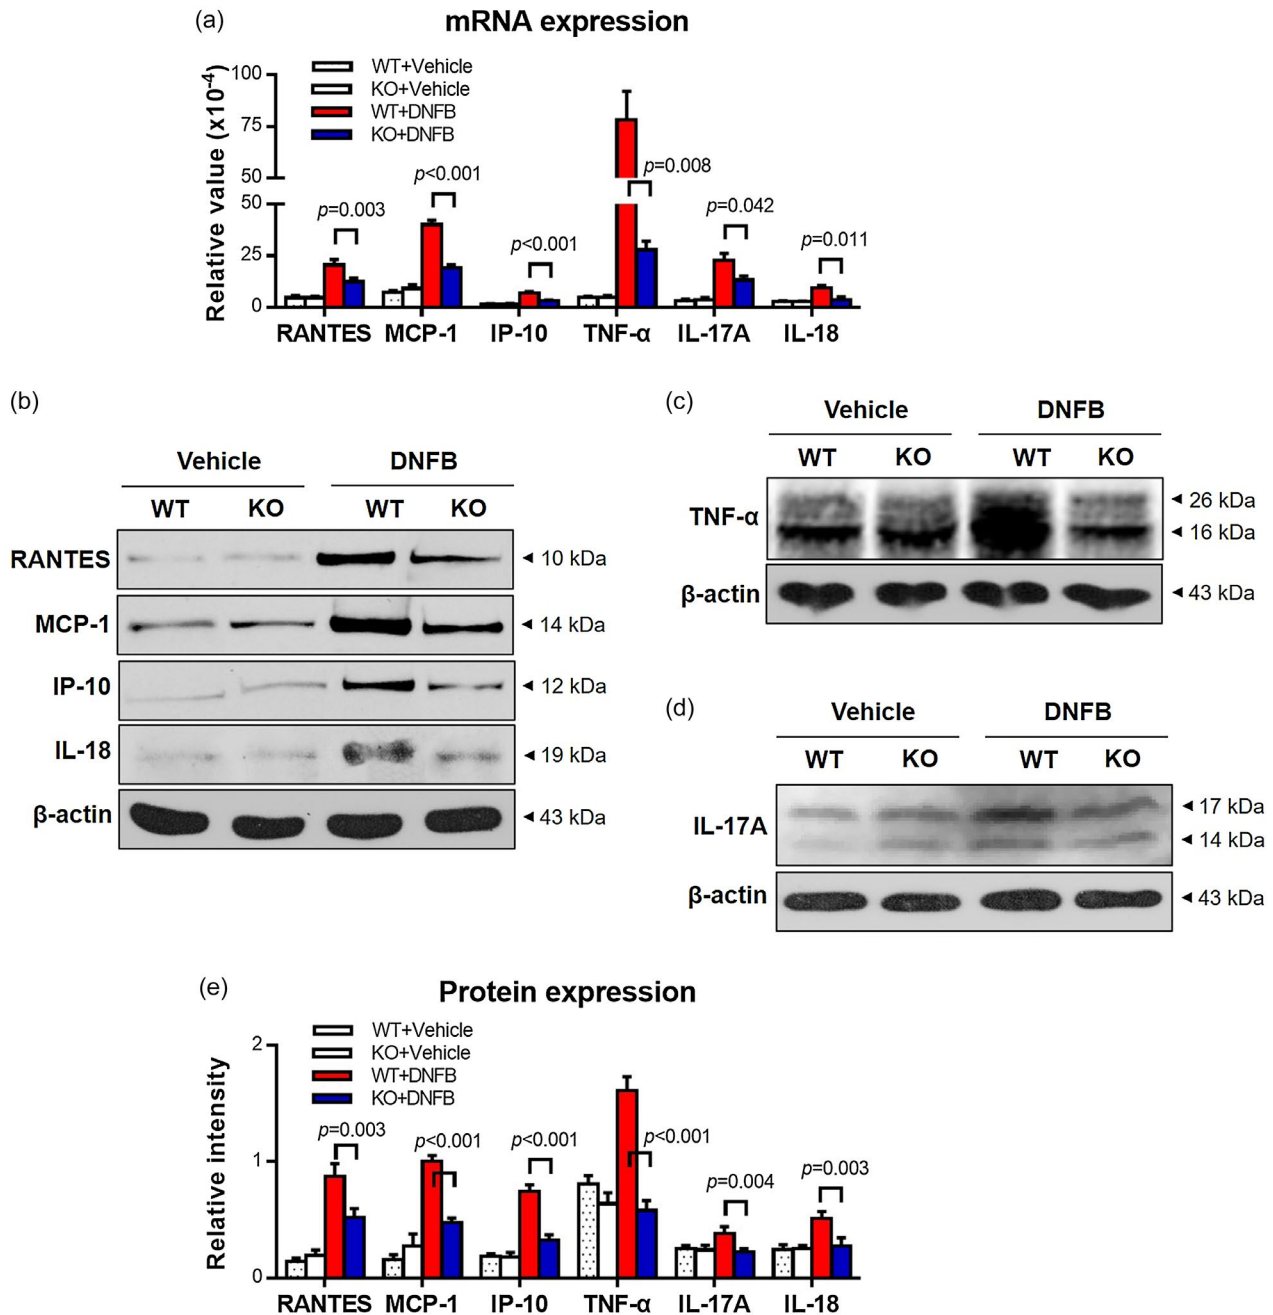 (a)
mRNA expression
WT+Vehicle
KO+Vehicle
WT+DNFB
KO+DNFB
Relative value (x10-4)
100
75
50
50
25
0
p=0.003
p<0.001
p<0.001
p=0.008
p=0.042
p=0.011
RANTES MCP-1 IP-10 TNF-α IL-17A IL-18
(b)
Vehicle DNFB
WT KO WT KO
RANTES 10 kDa
MCP-1 14 kDa
IP-10 12 kDa
IL-18 19 kDa
β-actin 43 kDa
(c)
Vehicle DNFB
WT KO WT KO
TNF-α
26 kDa
16 kDa
β-actin 43 kDa
(d)
Vehicle DNFB
WT KO WT KO
IL-17A
17 kDa
14 kDa
β-actin 43 kDa
(e)
Protein expression
WT+Vehicle
KO+Vehicle
WT+DNFB
KO+DNFB
Relative intensity
2
1
0
p=0.003
p<0.001
p<0.001
p<0.001
p=0.004
p=0.003
RANTES MCP-1 IP-10 TNF-α IL-17A IL-18